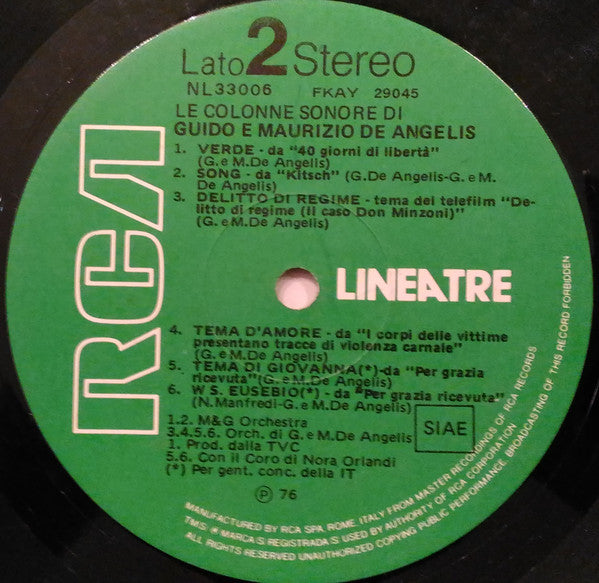 Lato 2 Stereo
NL33006 FKAY 29045
LE COLONNE SONORE DI
GUIDO E MAURIZIO DE ANGELIS
1. VERDE - da "40 giorni di libertà"
(G. e M. De Angelis)
2. SONG - da "Kitsch" (G. De Angelis-G. e M.
De Angelis)
3. DELITTO DI REGIME - tema del telefilm "De-
litto di regime (Il caso Don Minzoni)"
(G. e M. De Angelis)
RCA
LINEATRE
4. TEMA D'AMORE - da "I corpi delle vittime
presentano tracce di violenza carnale"
(G. e M. De Angelis)
5. TEMA DI GIOVANNA(*)-da "Per grazia
ricevuta"(G. e M. De Angelis)
6. W S. EUSEBIO(*) - da "Per grazia ricevuta"
(N. Manfredi-G. e M. De Angelis)
1.2. M&G Orchestra
3.4.5.6. Orch. di G. e M. De Angelis
1. Prod. dalla TVC
5.6. Con il Coro di Nora Orlandi
(*) Per gent. conc. della IT
SIAE
Ⓟ 76
MANUFACTURED BY RCA SPA, ROME, ITALY FROM MASTER RECORDINGS OF RCA RECORDS
TM(S) ® MARCA(S) REGISTRADA(S) USED BY AUTHORITY OF RCA CORPORATION
ALL RIGHTS RESERVED UNAUTHORIZED COPYING PUBLIC PERFORMANCE, BROADCASTING OF THIS RECORD FORBIDDEN